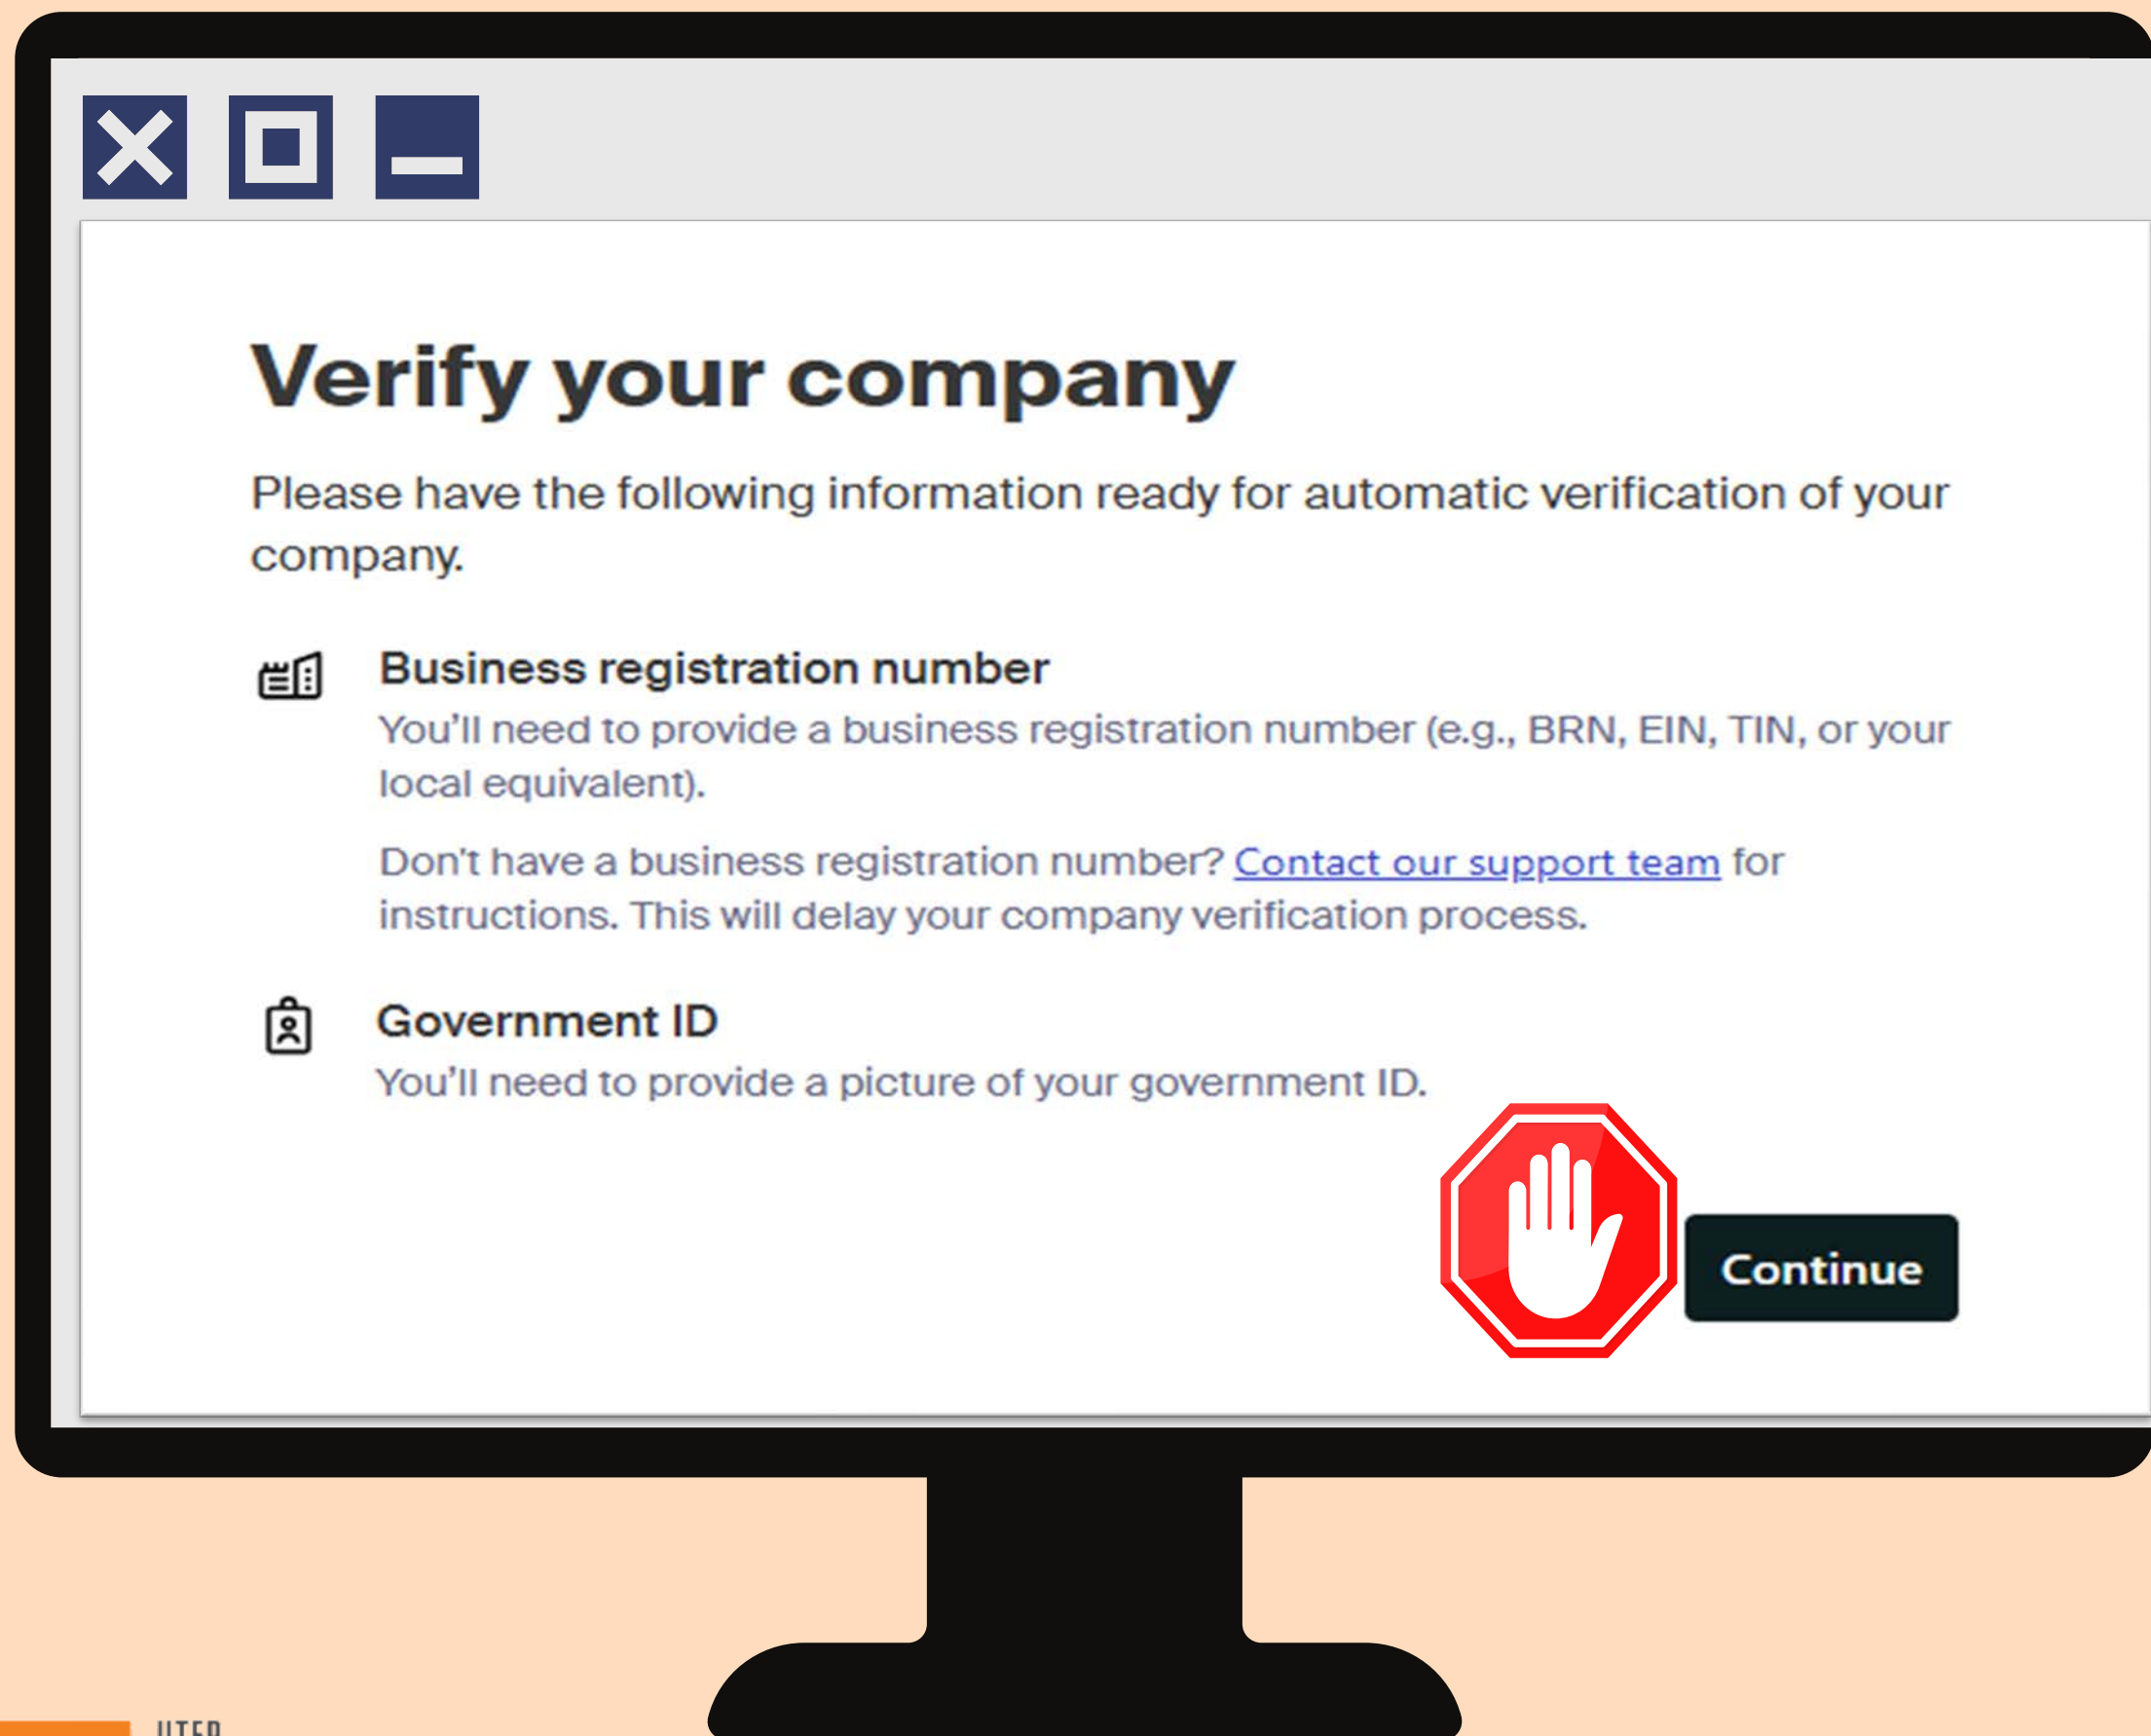 Verify your company
Please have the following information ready for automatic verification of your
company.
Business registration number
You'll need to provide a business registration number (e.g., BRN, EIN, TIN, or your
local equivalent).
Don't have a business registration number? Contact our support team for
instructions. This will delay your company verification process.
Government ID
You'll need to provide a picture of your government ID.
Continue